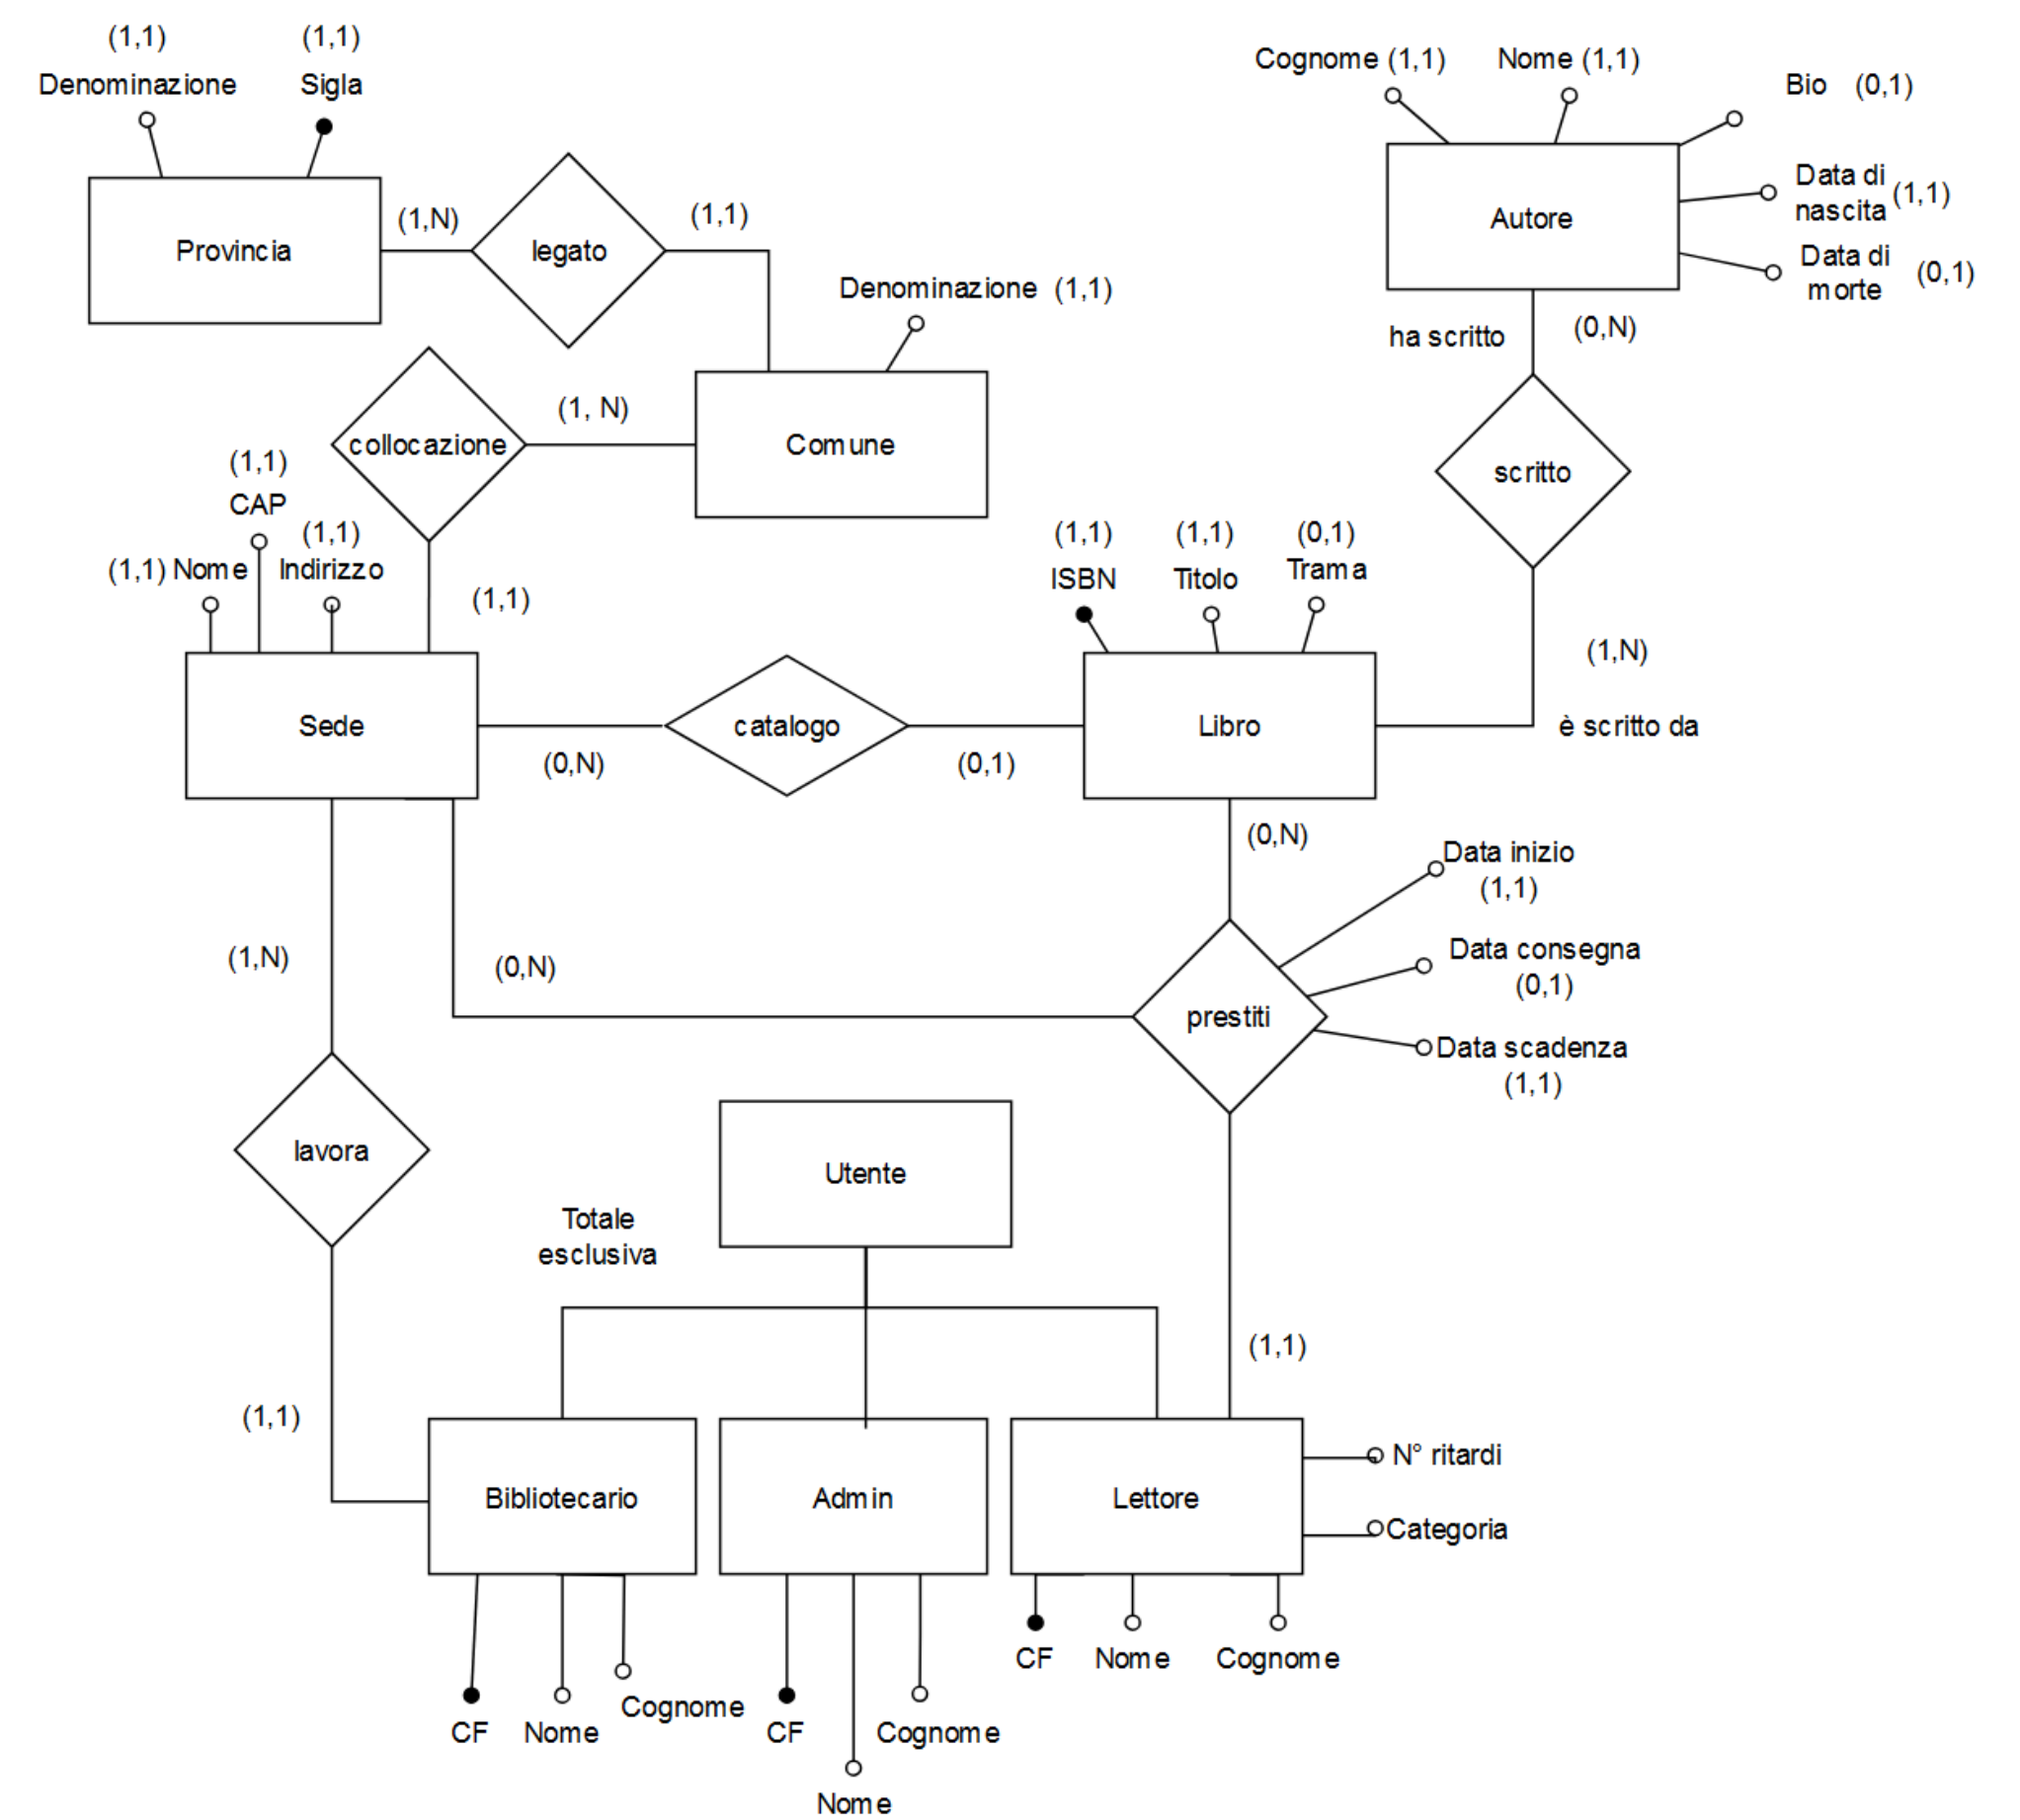 (1,1)
(1,1)
Denominazione
Sigla
Provincia
(1,N)
legato
(1,1)
Denominazione (1,1)
Comune
(1, N)
collocazione
(1,1)
CAP
(1,1)
(1,1) Nome
Indirizzo
(1,1)
Sede
(0,N)
catalogo
(0,1)
Cognome (1,1)
Nome (1,1)
Bio (0,1)
Data di
nascita (1,1)
Data di
morte (0,1)
Autore
ha scritto
(0,N)
scritto
(1,N)
è scritto da
(1,1)
ISBN
(1,1)
Titolo
(0,1)
Trama
Libro
(0,N)
Data inizio
(1,1)
Data consegna
(0,1)
Data scadenza
(1,1)
prestiti
(0,N)
(1,N)
lavora
(1,1)
Utente
Totale
esclusiva
(1,1)
Bibliotecario
Admin
Lettore
N° ritardi
Categoria
CF
Nome
Cognome
CF
Nome
Cognome
CF
Nome
Cognome